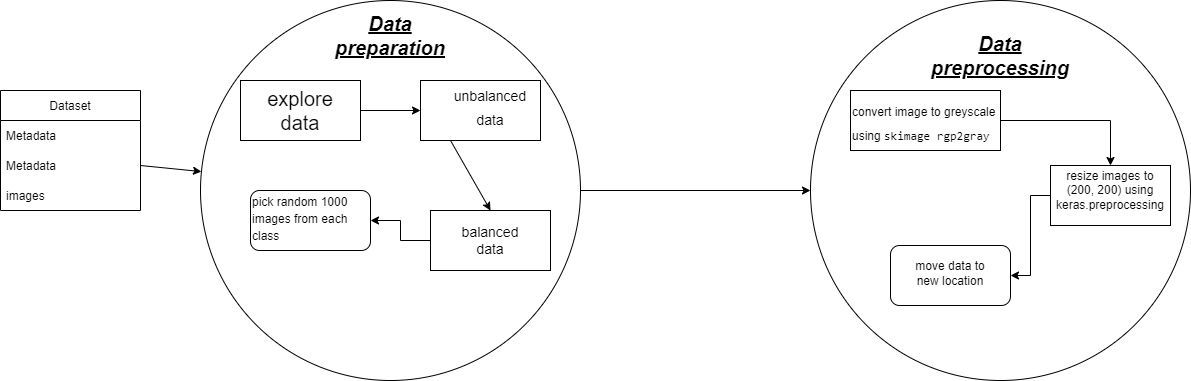 Dataset
Metadata
Metadata
images
Data
preparation
explore
data
unbalanced
data
balanced
data
pick random 1000
images from each
class
Data
preprocessing
convert image to greyscale
using skimage rgp2gray
resize images to
(200, 200) using
keras.preprocessing
move data to
new location